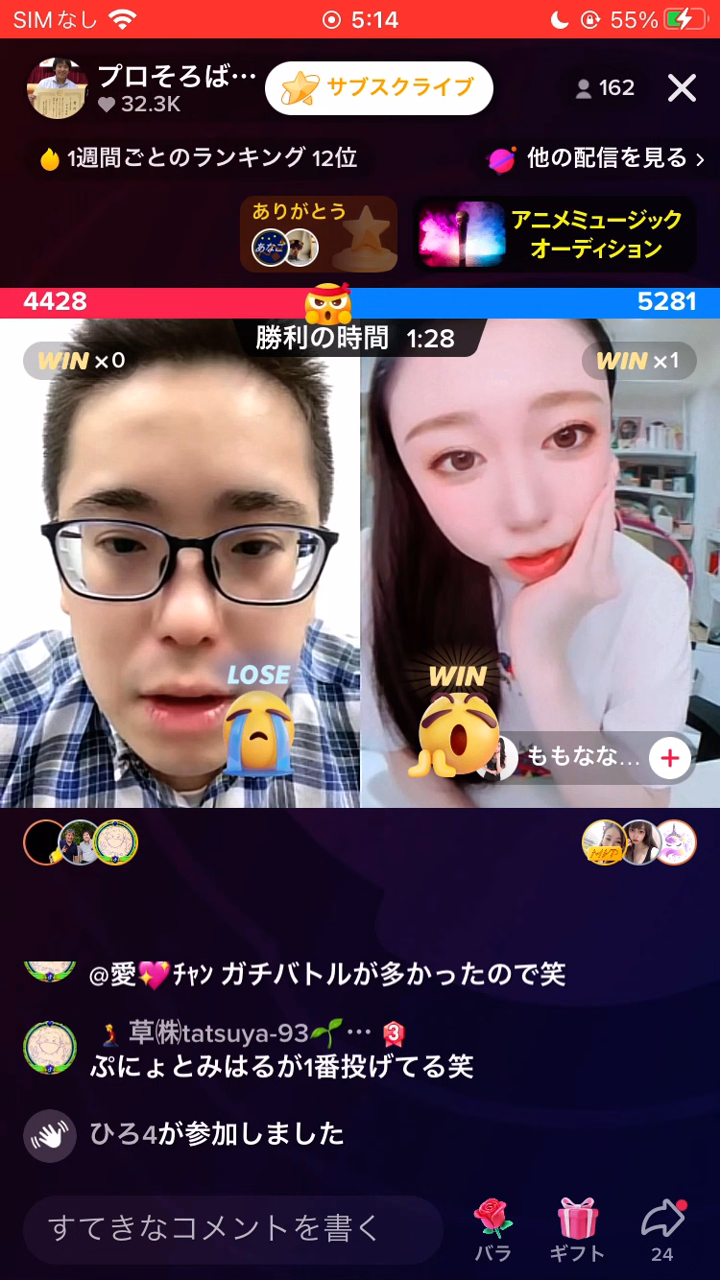 SIMなし 5:14 55%
プロそろば… サブスクライブ 162
32.3K
1週間ごとのランキング 12位 他の配信を見る
ありがとう アニメミュージック
あなご オーディション
4428 5281
勝利の時間 1:28
WIN ×0 WIN ×1
LOSE WIN
ももなな…
@愛💖ﾁｬﾝ ガチバトルが多かったので笑
草㈱tatsuya-93🌱… 3
ぷにょとみはるが1番投げてる笑
ひろ4が参加しました
すてきなコメントを書く
バラ ギフト 24